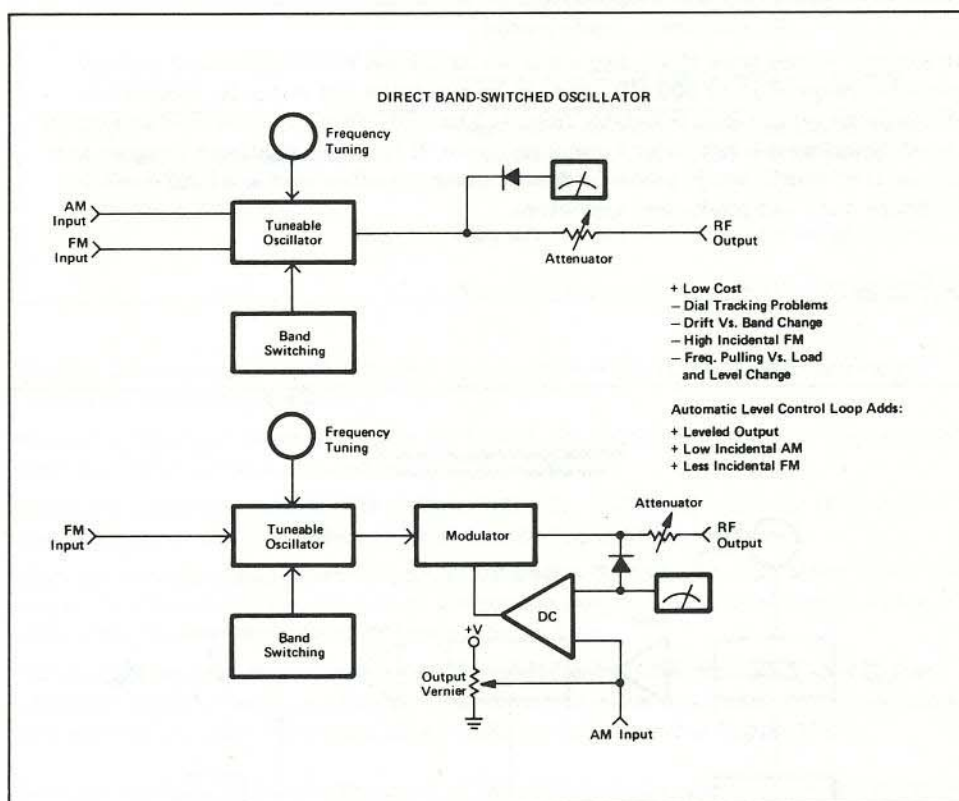 DIRECT BAND-SWITCHED OSCILLATOR
Frequency
Tuning
AM
Input
FM
Input
Tuneable
Oscillator
Attenuator
RF
Output
Band
Switching
+ Low Cost
− Dial Tracking Problems
− Drift Vs. Band Change
− High Incidental FM
− Freq. Pulling Vs. Load
and Level Change
Automatic Level Control Loop Adds:
+ Leveled Output
+ Low Incidental AM
+ Less Incidental FM
Frequency
Tuning
FM
Input
Tuneable
Oscillator
Modulator
Attenuator
RF
Output
Band
Switching
DC
+V
Output
Vernier
AM Input